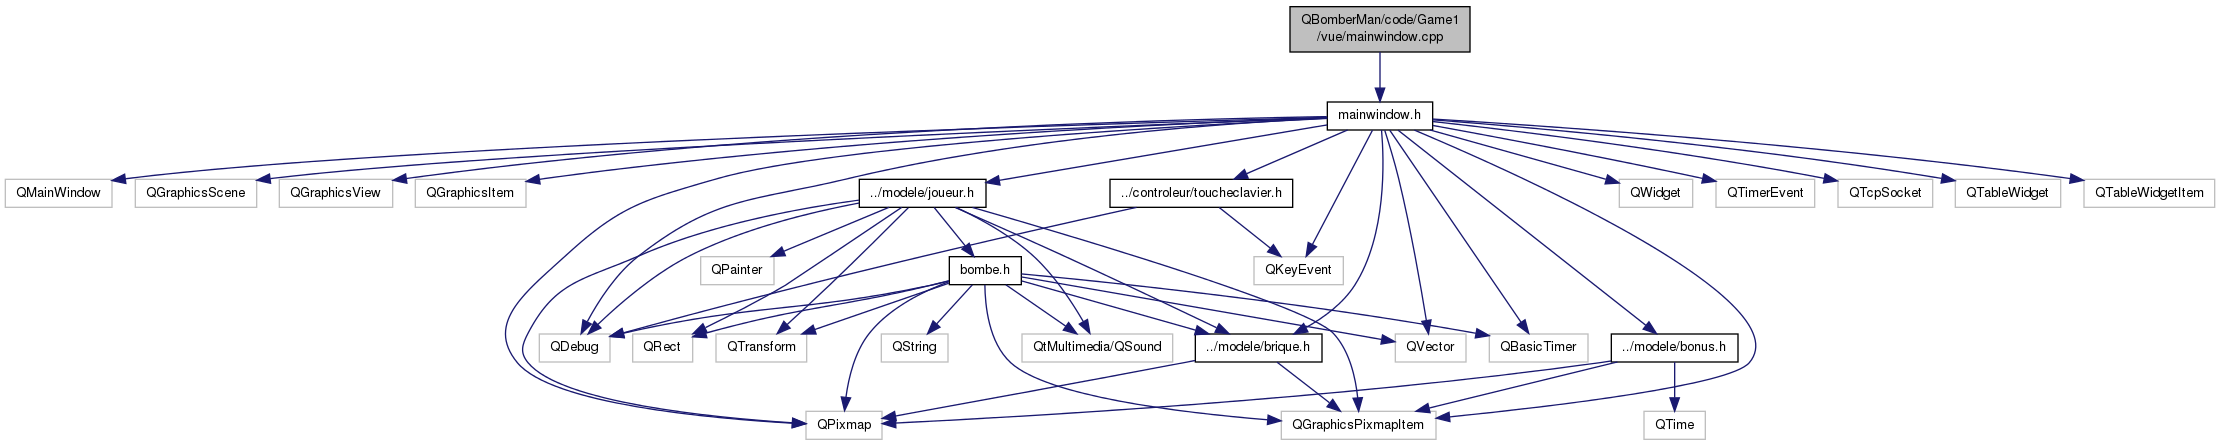 QBomberMan/code/Game1
/vue/mainwindow.cpp
mainwindow.h
QMainWindow
QGraphicsScene
QGraphicsView
QGraphicsItem
../modele/joueur.h
../controleur/toucheclavier.h
QWidget
QTimerEvent
QTcpSocket
QTableWidget
QTableWidgetItem
QPainter
bombe.h
QKeyEvent
QDebug
QRect
QTransform
QString
QtMultimedia/QSound
../modele/brique.h
QVector
QBasicTimer
../modele/bonus.h
QPixmap
QGraphicsPixmapItem
QTime